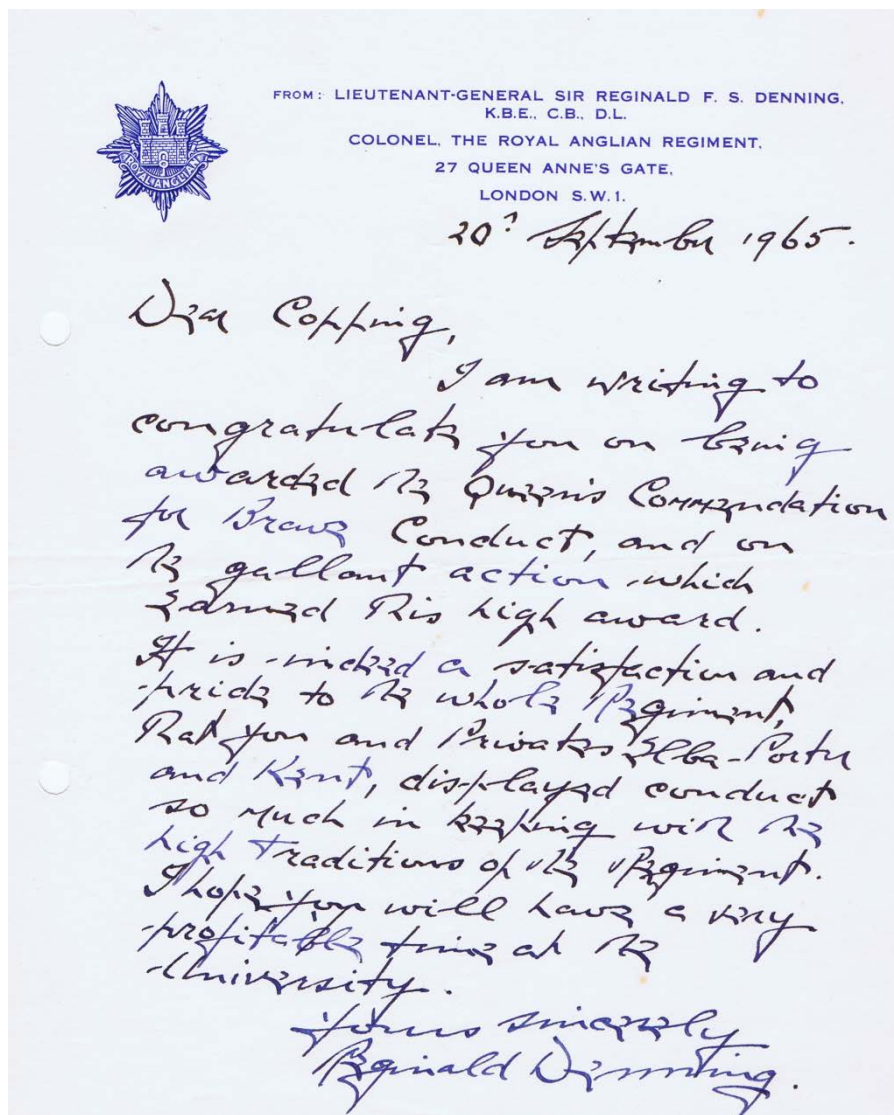 ROYAL ANGLIAN
FROM: LIEUTENANT-GENERAL SIR REGINALD F. S. DENNING,
K.B.E., C.B., D.L.
COLONEL, THE ROYAL ANGLIAN REGIMENT,
27 QUEEN ANNE'S GATE,
LONDON S.W.1.
20? September 1965.
Dear Copping,
I am writing to
congratulate you on being
awarded the Queen's Commendation
for Brave Conduct, and on
the gallant action which
earned this high award.
It is indeed a satisfaction and
pride to the whole Regiment,
that you and Privates Elba-Porter
and Kent, displayed conduct
so much in keeping with the
high traditions of the Regiment.
I hope you will have a very
profitable time at the
University.
Yours sincerely
Reginald Denning.